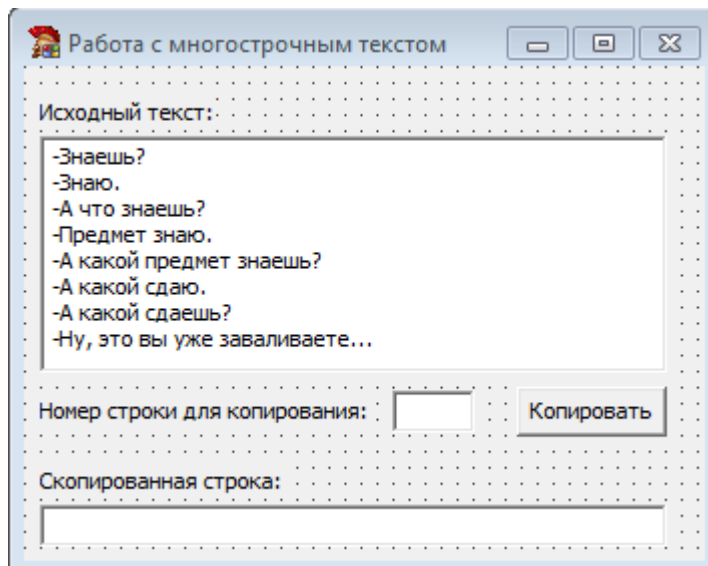 Работа с многострочным текстом
Исходный текст:
-Знаешь?
-Знаю.
-А что знаешь?
-Предмет знаю.
-А какой предмет знаешь?
-А какой сдаю.
-А какой сдаешь?
-Ну, это вы уже заваливаете...
Номер строки для копирования:
Копировать
Скопированная строка: